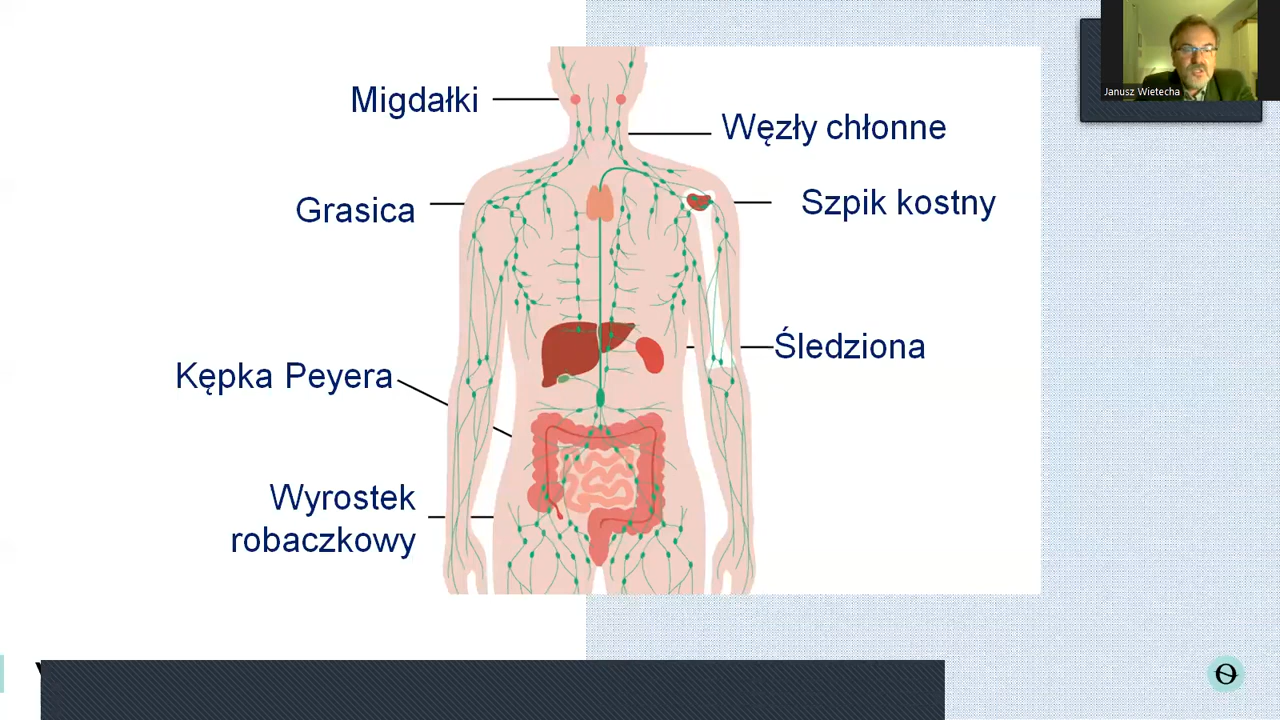 Janusz Wietecha
Migdałki
Węzły chłonne
Szpik kostny
Grasica
Śledziona
Kępka Peyera
Wyrostek
robaczkowy